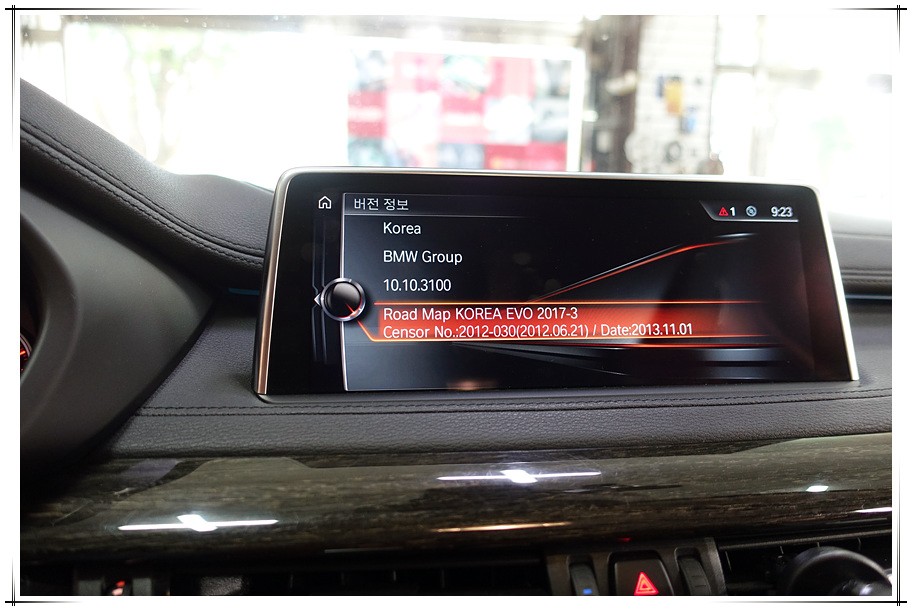 버전 정보
1 9:23
Korea
BMW Group
10.10.3100
Road Map KOREA EVO 2017-3
Censor No.:2012-030(2012.06.21) / Date:2013.11.01